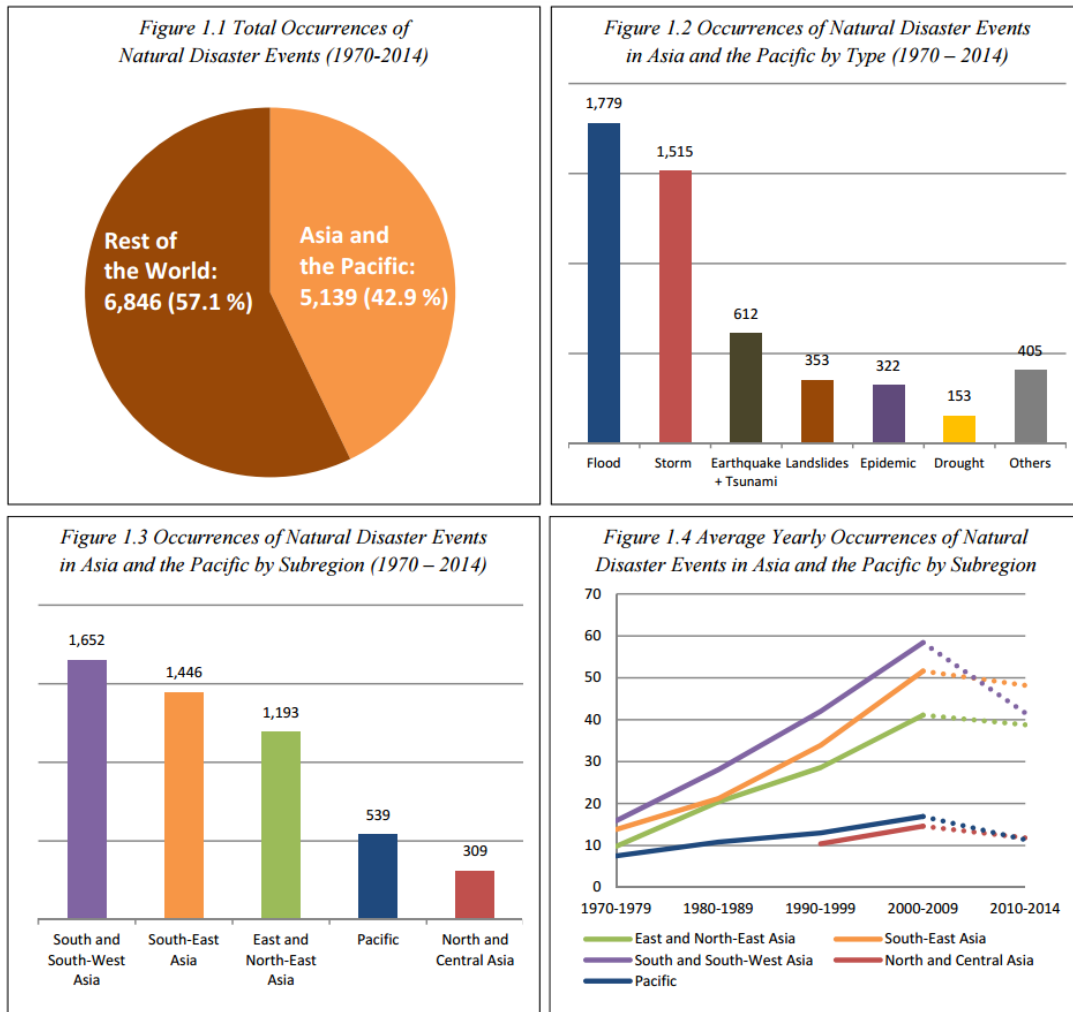 Figure 1.1 Total Occurrences of
Natural Disaster Events (1970-2014)
Rest of
the World:
6,846 (57.1 %)
Asia and
the Pacific:
5,139 (42.9 %)
Figure 1.2 Occurrences of Natural Disaster Events
in Asia and the Pacific by Type (1970 – 2014)
1,779
1,515
612
353
322
153
405
Flood
Storm
Earthquake
+ Tsunami
Landslides
Epidemic
Drought
Others
Figure 1.3 Occurrences of Natural Disaster Events
in Asia and the Pacific by Subregion (1970 – 2014)
1,652
1,446
1,193
539
309
South and
South-West
Asia
South-East
Asia
East and
North-East
Asia
Pacific
North and
Central Asia
Figure 1.4 Average Yearly Occurrences of Natural
Disaster Events in Asia and the Pacific by Subregion
70
60
50
40
30
20
10
0
1970-1979
1980-1989
1990-1999
2000-2009
2010-2014
East and North-East Asia
South-East Asia
South and South-West Asia
North and Central Asia
Pacific